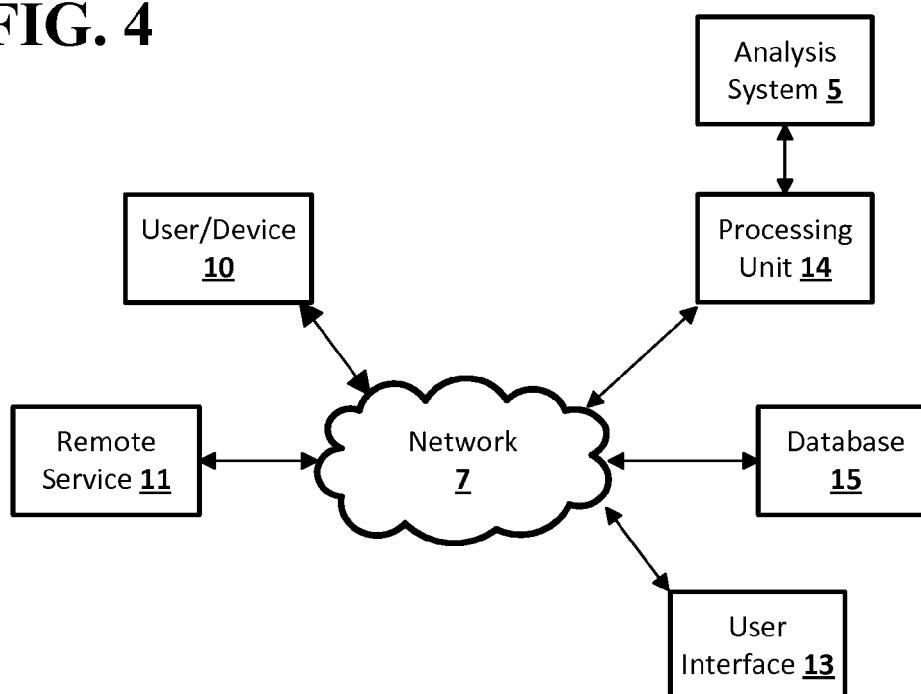 FIG. 4
Analysis
System 5
User/Device
10
Processing
Unit 14
Remote
Service 11
Network
7
Database
15
User
Interface 13